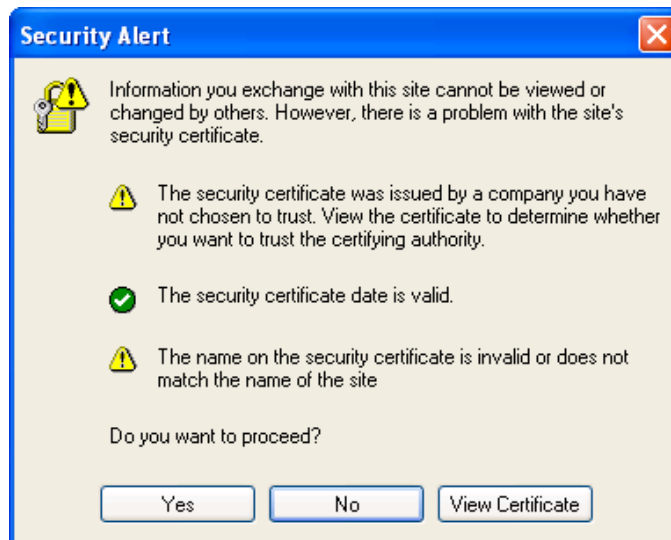 Security Alert
Information you exchange with this site cannot be viewed or
changed by others. However, there is a problem with the site's
security certificate.
The security certificate was issued by a company you have
not chosen to trust. View the certificate to determine whether
you want to trust the certifying authority.
The security certificate date is valid.
The name on the security certificate is invalid or does not
match the name of the site
Do you want to proceed?
Yes No View Certificate